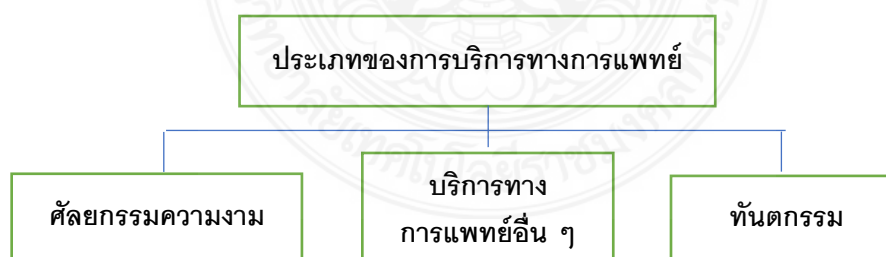 ประเภทของการบริการทางการแพทย์
ศัลยกรรมความงาม
บริการทาง
การแพทย์อื่น ๆ
ทันตกรรม